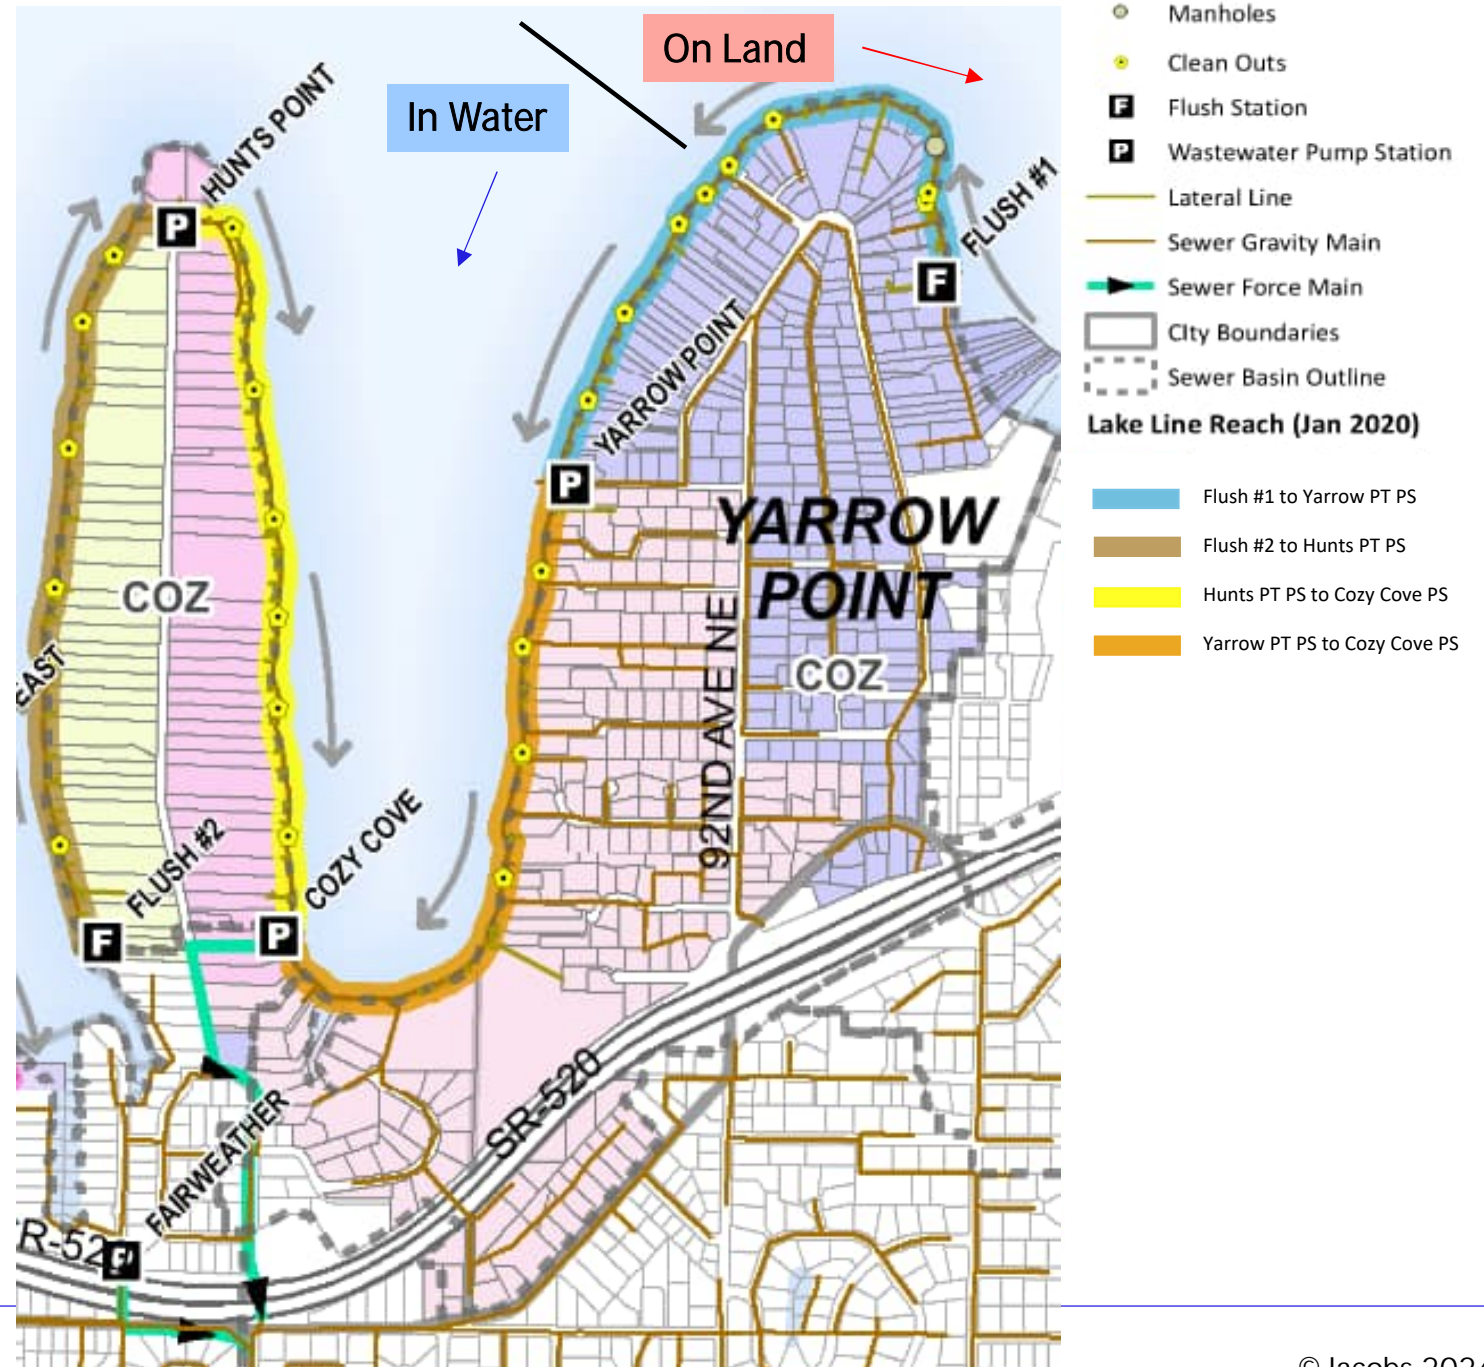 On Land
In Water
HUNTS POINT
FLUSH #1
YARROW POINT
YARROW
POINT
COZ
COZ
EAST
92ND AVE NE
FLUSH #2
COZY COVE
SR-520
FAIRWEATHER
R-520
P
F
P
F
P
Manholes
Clean Outs
F Flush Station
P Wastewater Pump Station
Lateral Line
Sewer Gravity Main
Sewer Force Main
CIty Boundaries
Sewer Basin Outline
Lake Line Reach (Jan 2020)
Flush #1 to Yarrow PT PS
Flush #2 to Hunts PT PS
Hunts PT PS to Cozy Cove PS
Yarrow PT PS to Cozy Cove PS
© Jacobs